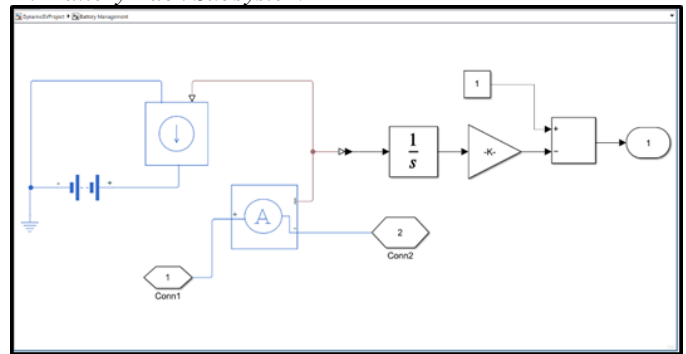 DynamicEVProject Battery Management
1
1
s
-K-
+
-
1
- +
+
A
-
1
Conn1
2
Conn2